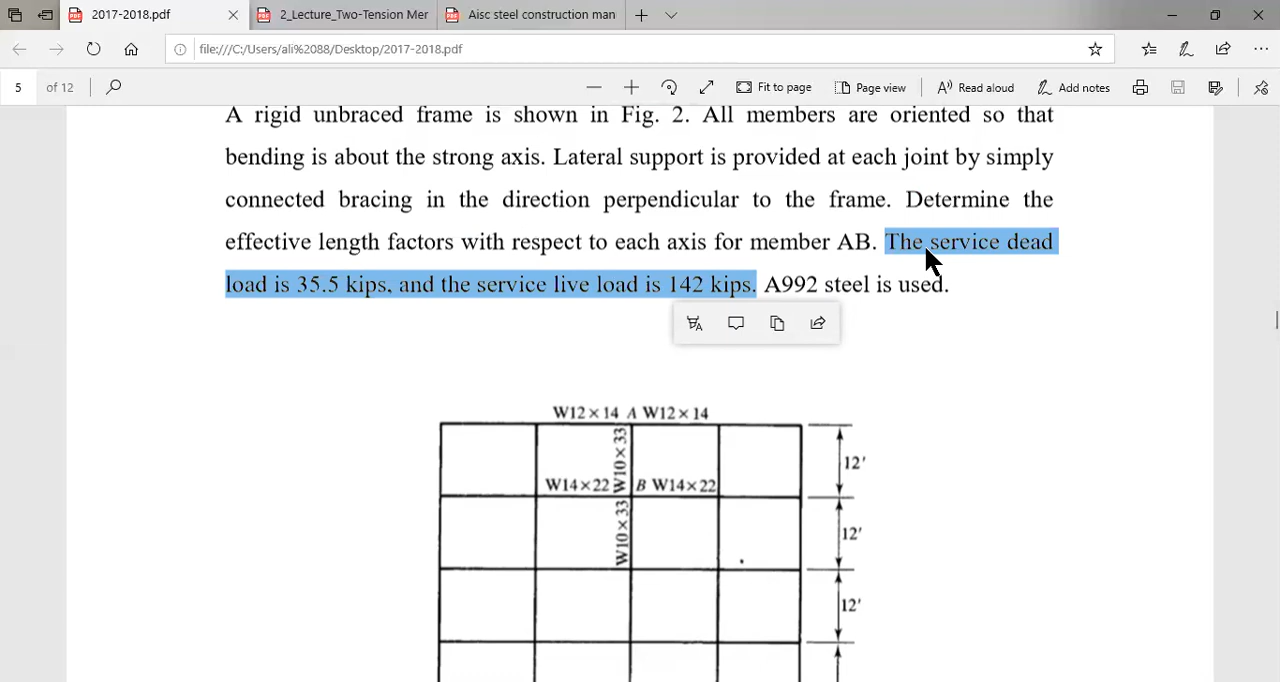 2017-2018.pdf
2_Lecture_Two-Tension Mer
Aisc steel construction man
file:///C:/Users/ali%2088/Desktop/2017-2018.pdf
5 of 12
Fit to page
Page view
Read aloud
Add notes
A rigid unbraced frame is shown in Fig. 2. All members are oriented so that
bending is about the strong axis. Lateral support is provided at each joint by simply
connected bracing in the direction perpendicular to the frame. Determine the
effective length factors with respect to each axis for member AB. The service dead
load is 35.5 kips, and the service live load is 142 kips. A992 steel is used.
W12×14 A W12×14
W10×33
12'
W14×22 B W14×22
W10×33
12'
12'